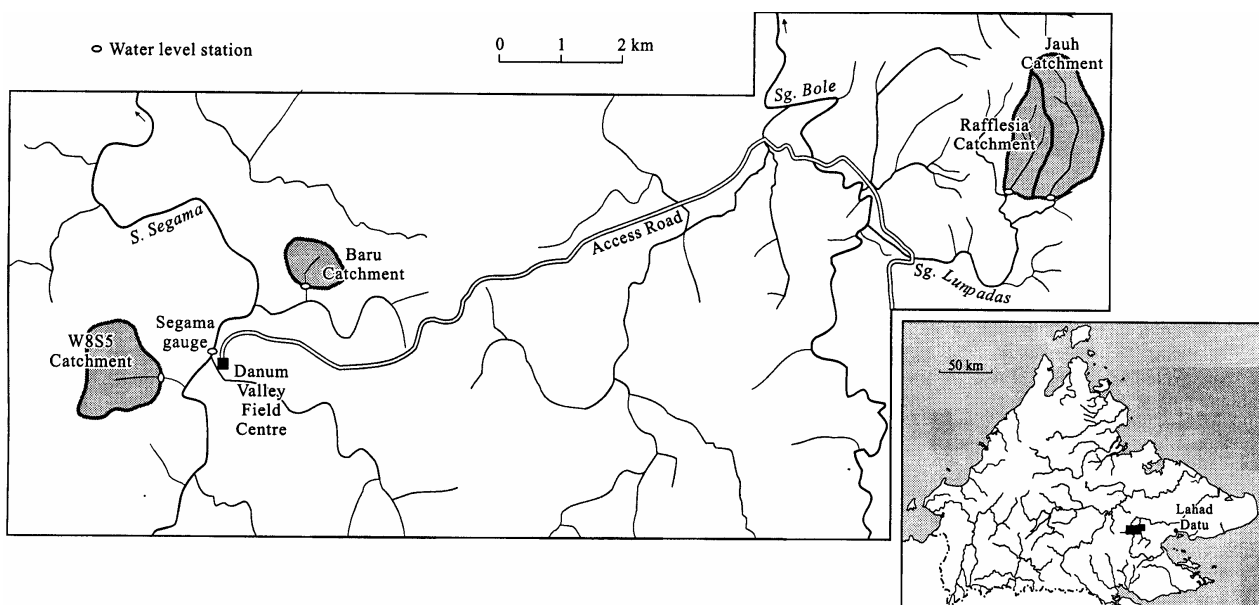 Water level station
0 1 2 km
Jauh
Catchment
Sg. Bole
Rafflesia
Catchment
S. Segama
Access Road
Baru
Catchment
Sg. Lunpadas
Segama
gauge
W8S5
Catchment
Danum
Valley
Field
Centre
50 km
Lahad
Datu